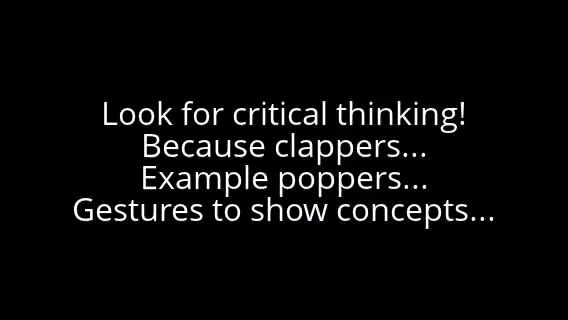 Look for critical thinking!
Because clappers...
Example poppers...
Gestures to show concepts...